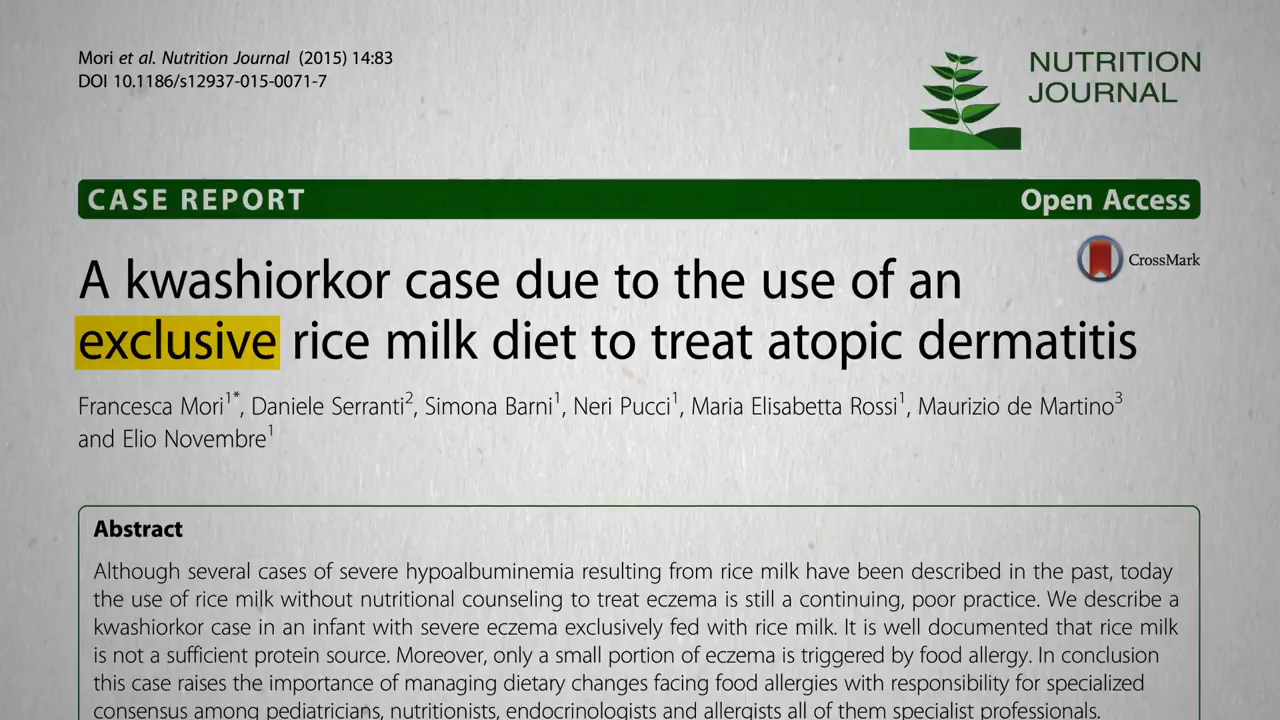 Mori et al. Nutrition Journal (2015) 14:83
DOI 10.1186/s12937-015-0071-7
NUTRITION
JOURNAL
CASE REPORT
Open Access
CrossMark
A kwashiorkor case due to the use of an
exclusive rice milk diet to treat atopic dermatitis
Francesca Mori1*, Daniele Serranti2, Simona Barni1, Neri Pucci1, Maria Elisabetta Rossi1, Maurizio de Martino3
and Elio Novembre1
Abstract
Although several cases of severe hypoalbuminemia resulting from rice milk have been described in the past, today
the use of rice milk without nutritional counseling to treat eczema is still a continuing, poor practice. We describe a
kwashiorkor case in an infant with severe eczema exclusively fed with rice milk. It is well documented that rice milk
is not a sufficient protein source. Moreover, only a small portion of eczema is triggered by food allergy. In conclusion
this case raises the importance of managing dietary changes facing food allergies with responsibility for specialized
consensus among pediatricians, nutritionists, endocrinologists and allergists all of them specialist professionals.